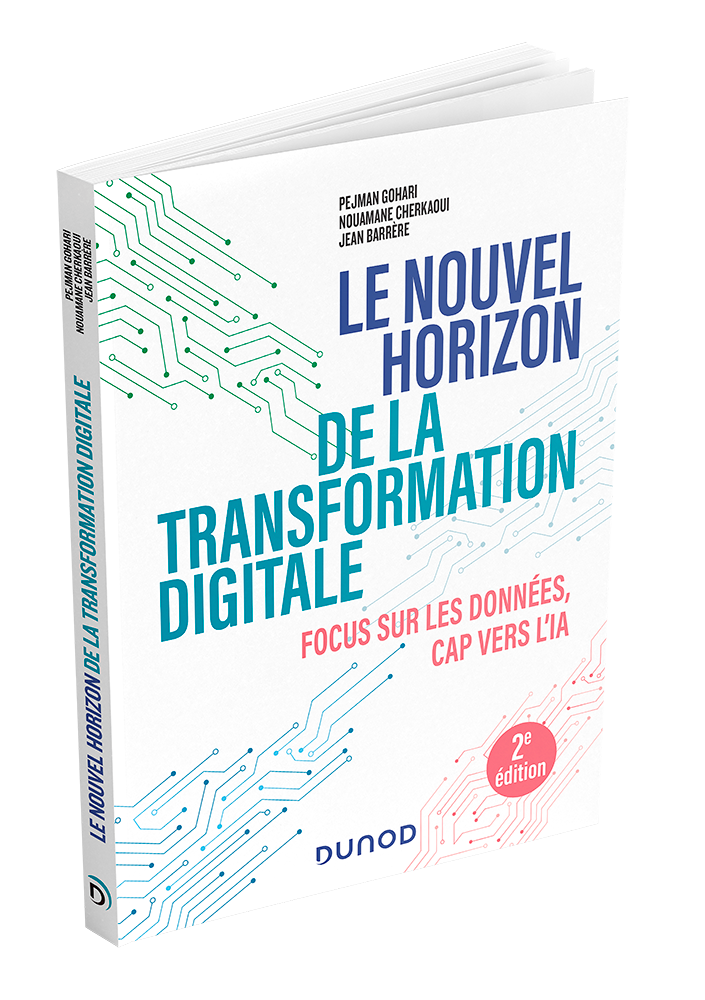 PEJMAN GOHARI
NOUAMANE CHERKAOUI
JEAN BARRÈRE
LE NOUVEL
HORIZON
DE LA
TRANSFORMATION
DIGITALE
FOCUS SUR LES DONNÉES,
CAP VERS L'IA
2e
édition
DUNOD
PEJMAN GOHARI
NOUAMANE CHERKAOUI
JEAN BARRÈRE
LE NOUVEL HORIZON DE LA TRANSFORMATION DIGITALE
D